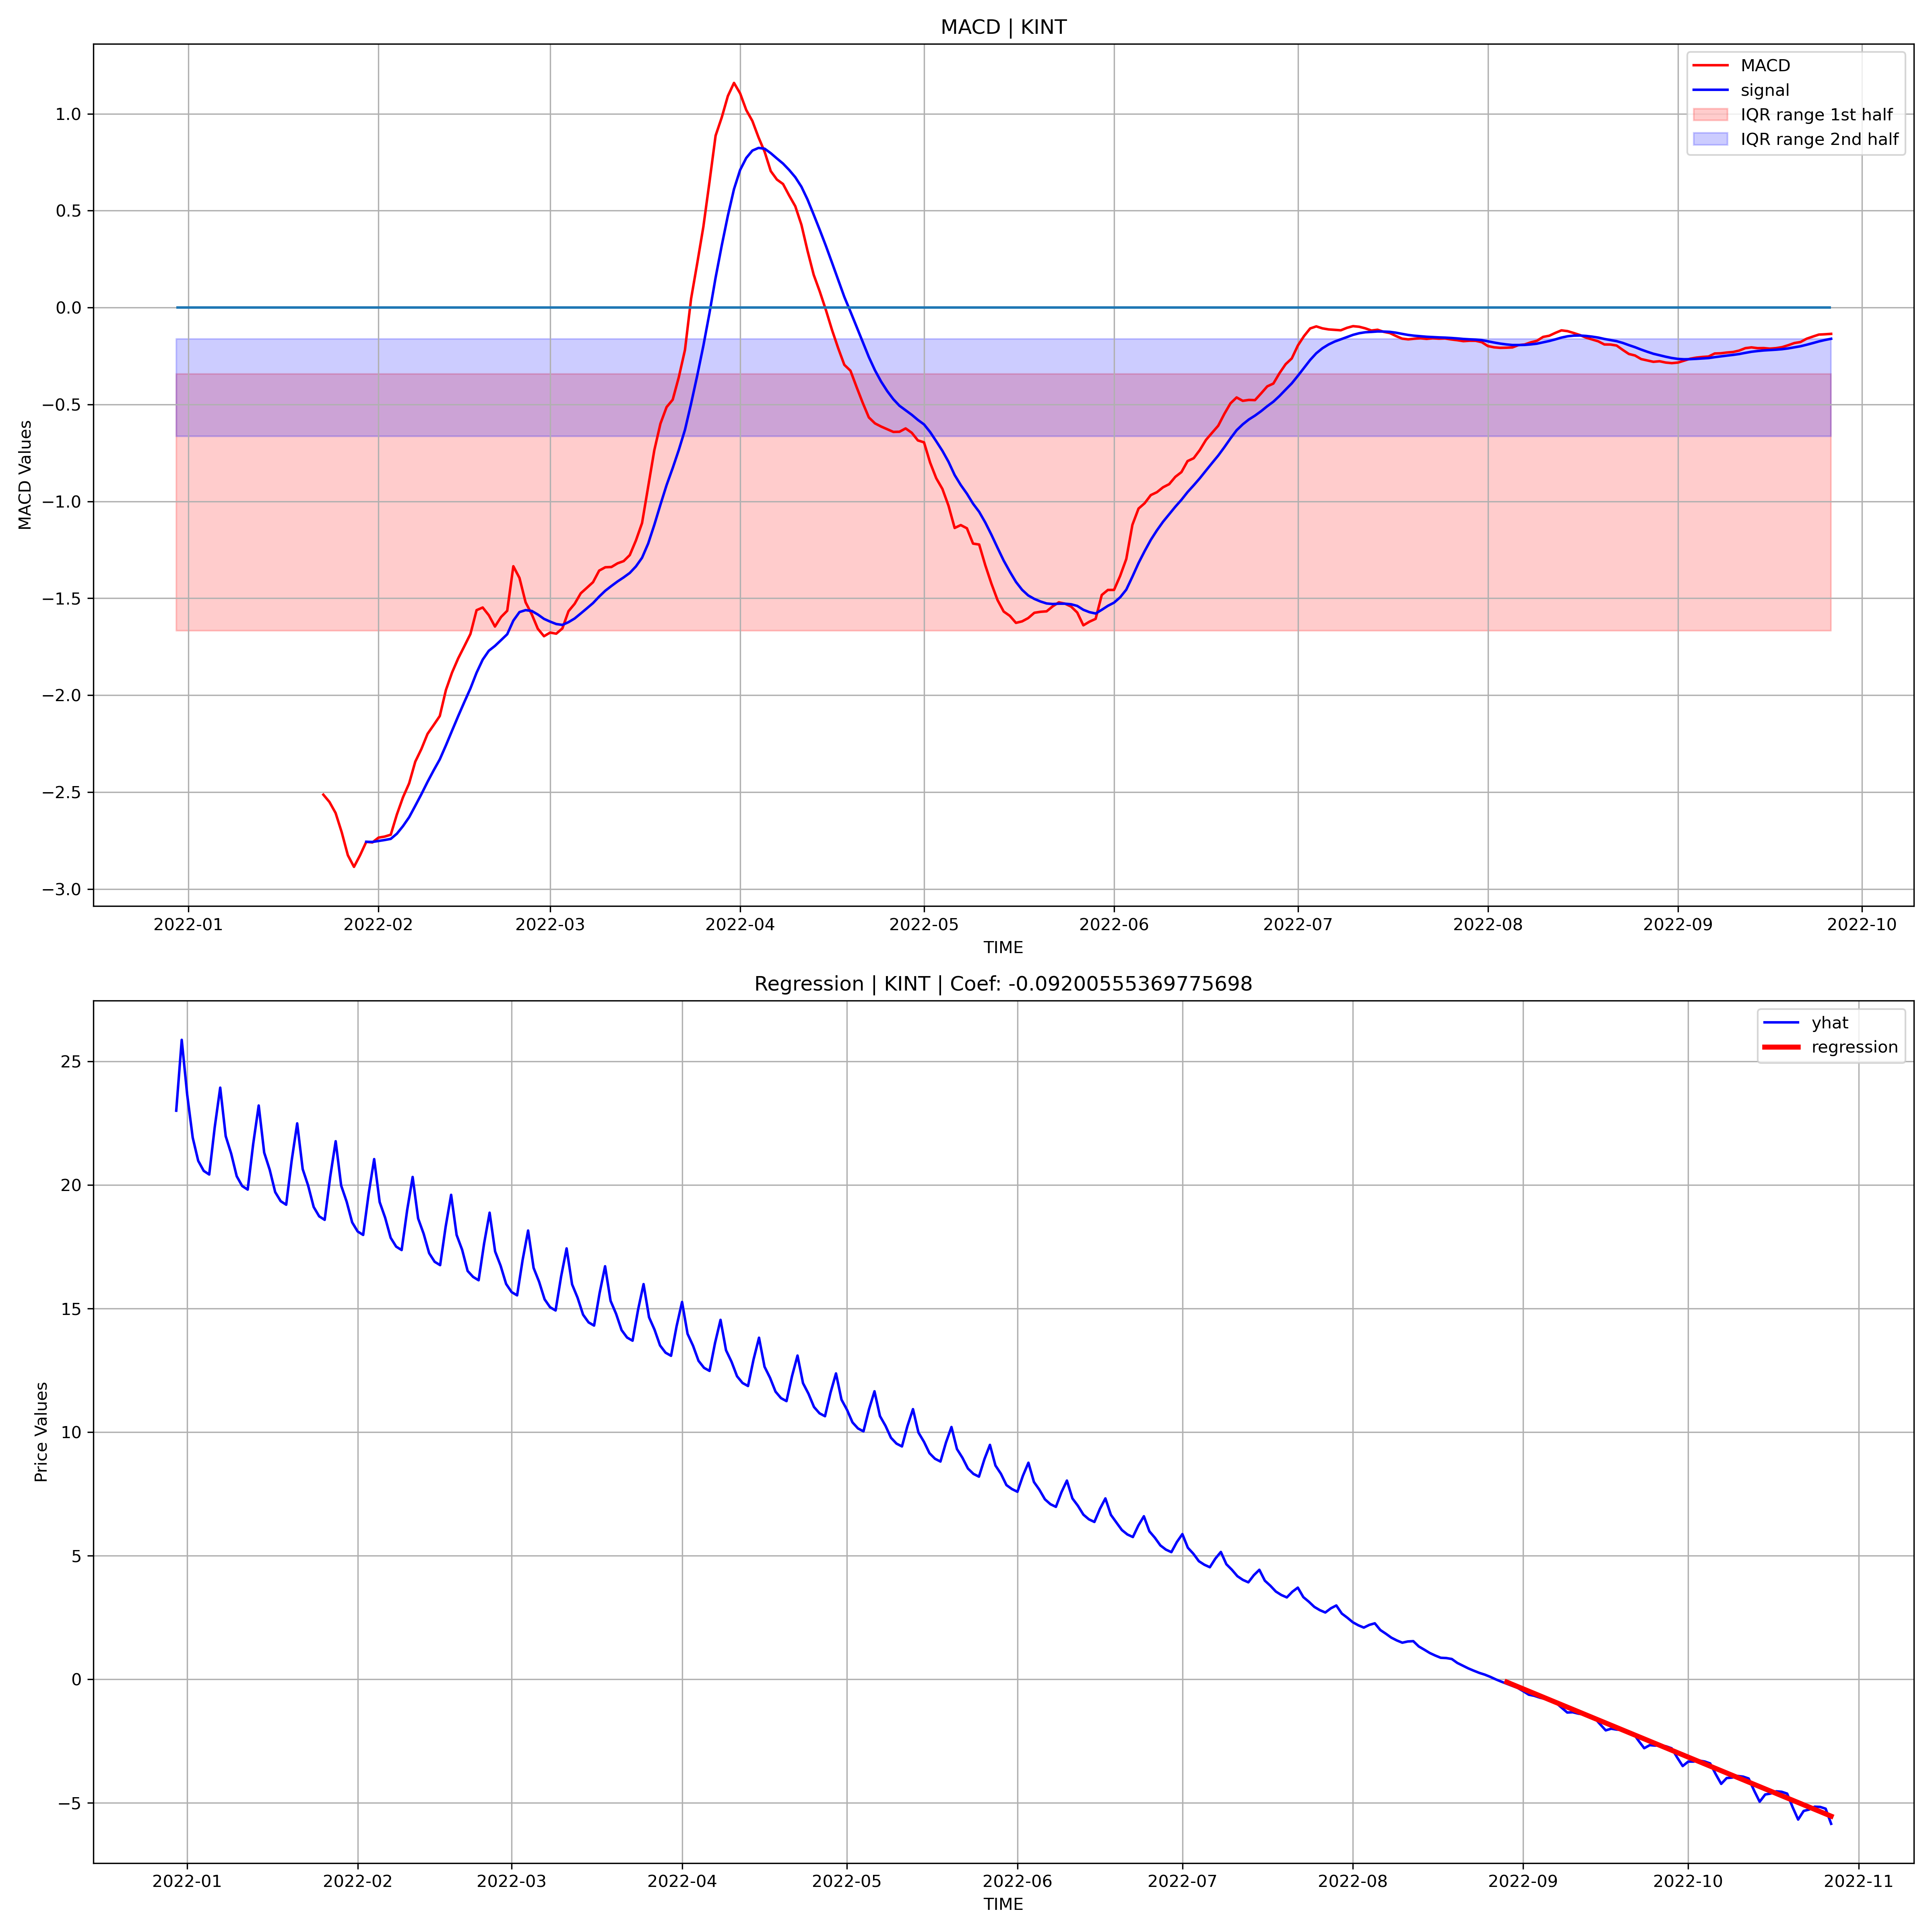 MACD | KINT
MACD
signal
IQR range 1st half
IQR range 2nd half
1.0
0.5
0.0
−0.5
−1.0
−1.5
−2.0
−2.5
−3.0
MACD Values
2022-01 2022-02 2022-03 2022-04 2022-05 2022-06 2022-07 2022-08 2022-09 2022-10
TIME
Regression | KINT | Coef: -0.09200555369775698
yhat
regression
25
20
15
10
5
0
−5
Price Values
2022-01 2022-02 2022-03 2022-04 2022-05 2022-06 2022-07 2022-08 2022-09 2022-10 2022-11
TIME